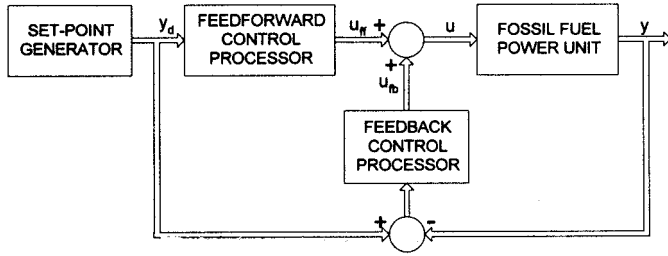 SET-POINT
GENERATOR
y_d
FEEDFORWARD
CONTROL
PROCESSOR
u_ff
+
+
u_fb
u
FOSSIL FUEL
POWER UNIT
y
FEEDBACK
CONTROL
PROCESSOR
+
-